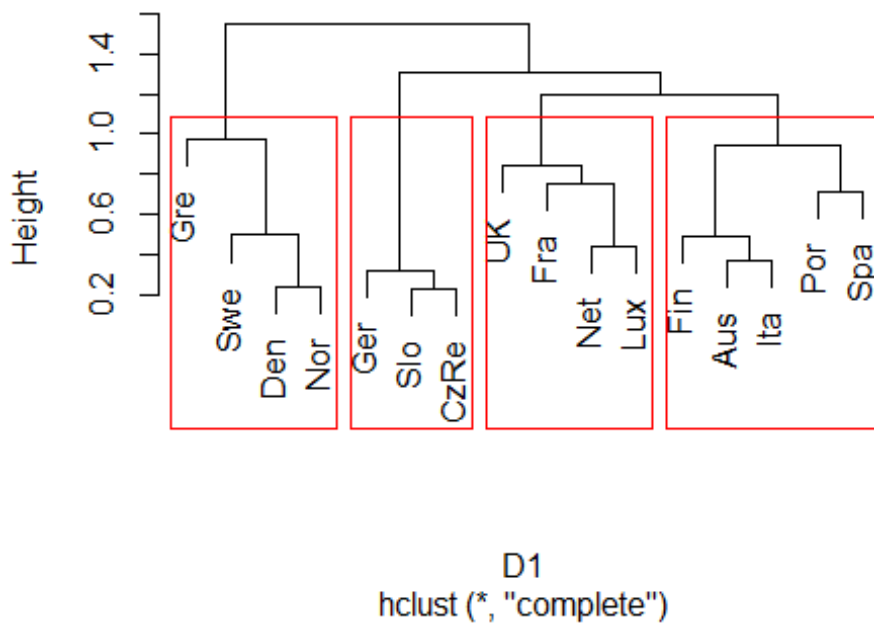 Height
1.4
1.0
0.6
0.2
Gre
Swe
Den
Nor
Ger
Slo
CzRe
UK
Fra
Net
Lux
Fin
Aus
Ita
Por
Spa
D1
hclust (*, "complete")